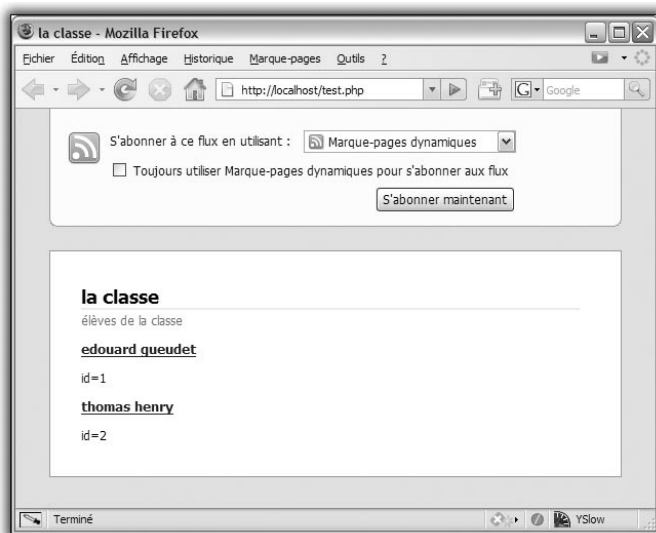 la classe - Mozilla Firefox
Fichier Édition Affichage Historique Marque-pages Outils ?
http://localhost/test.php G Google
S'abonner à ce flux en utilisant : Marque-pages dynamiques
Toujours utiliser Marque-pages dynamiques pour s'abonner aux flux
S'abonner maintenant
la classe
élèves de la classe
edouard gueudet
id=1
thomas henry
id=2
Terminé YSlow